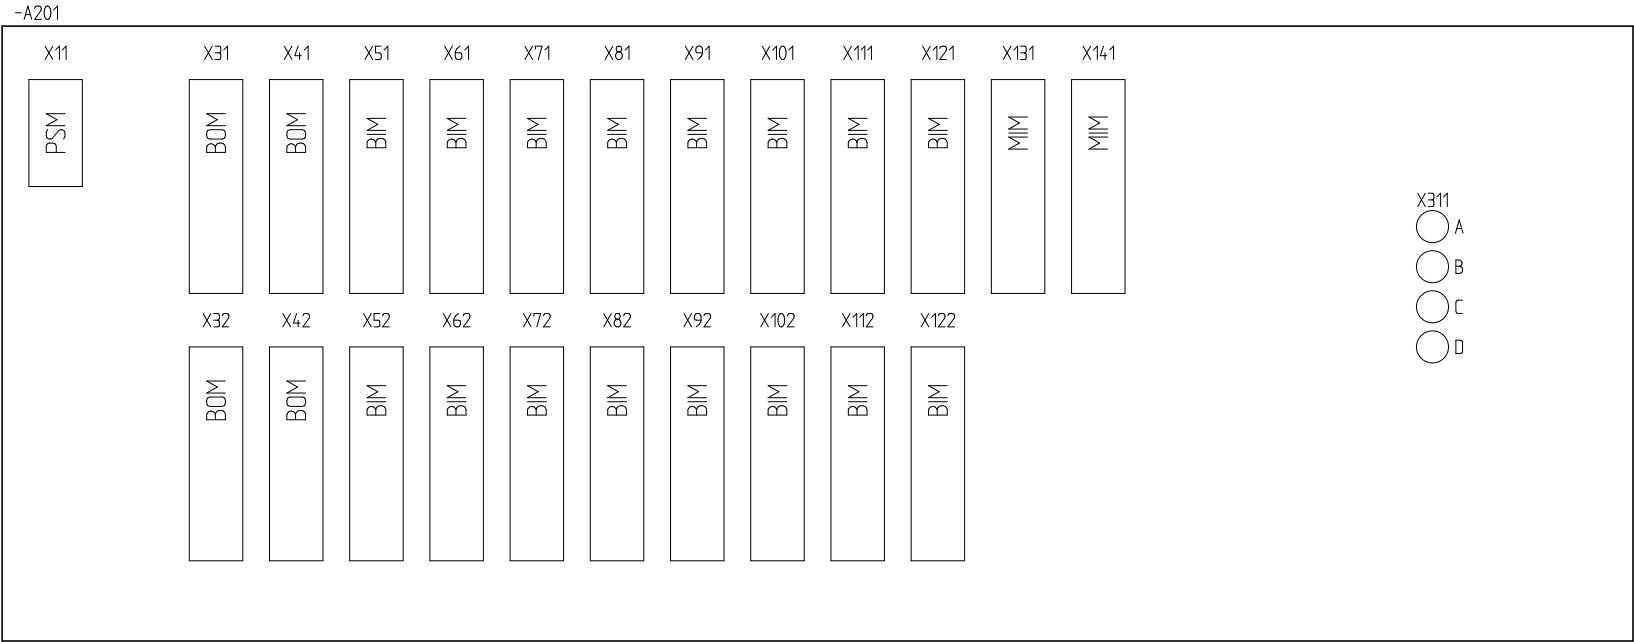 -A201
X11 X31 X41 X51 X61 X71 X81 X91 X101 X111 X121 X131 X141
PSM BOM BOM BIM BIM BIM BIM BIM BIM BIM BIM MIM MIM
X311
A
B
C
D
X32 X42 X52 X62 X72 X82 X92 X102 X112 X122
BOM BOM BIM BIM BIM BIM BIM BIM BIM BIM